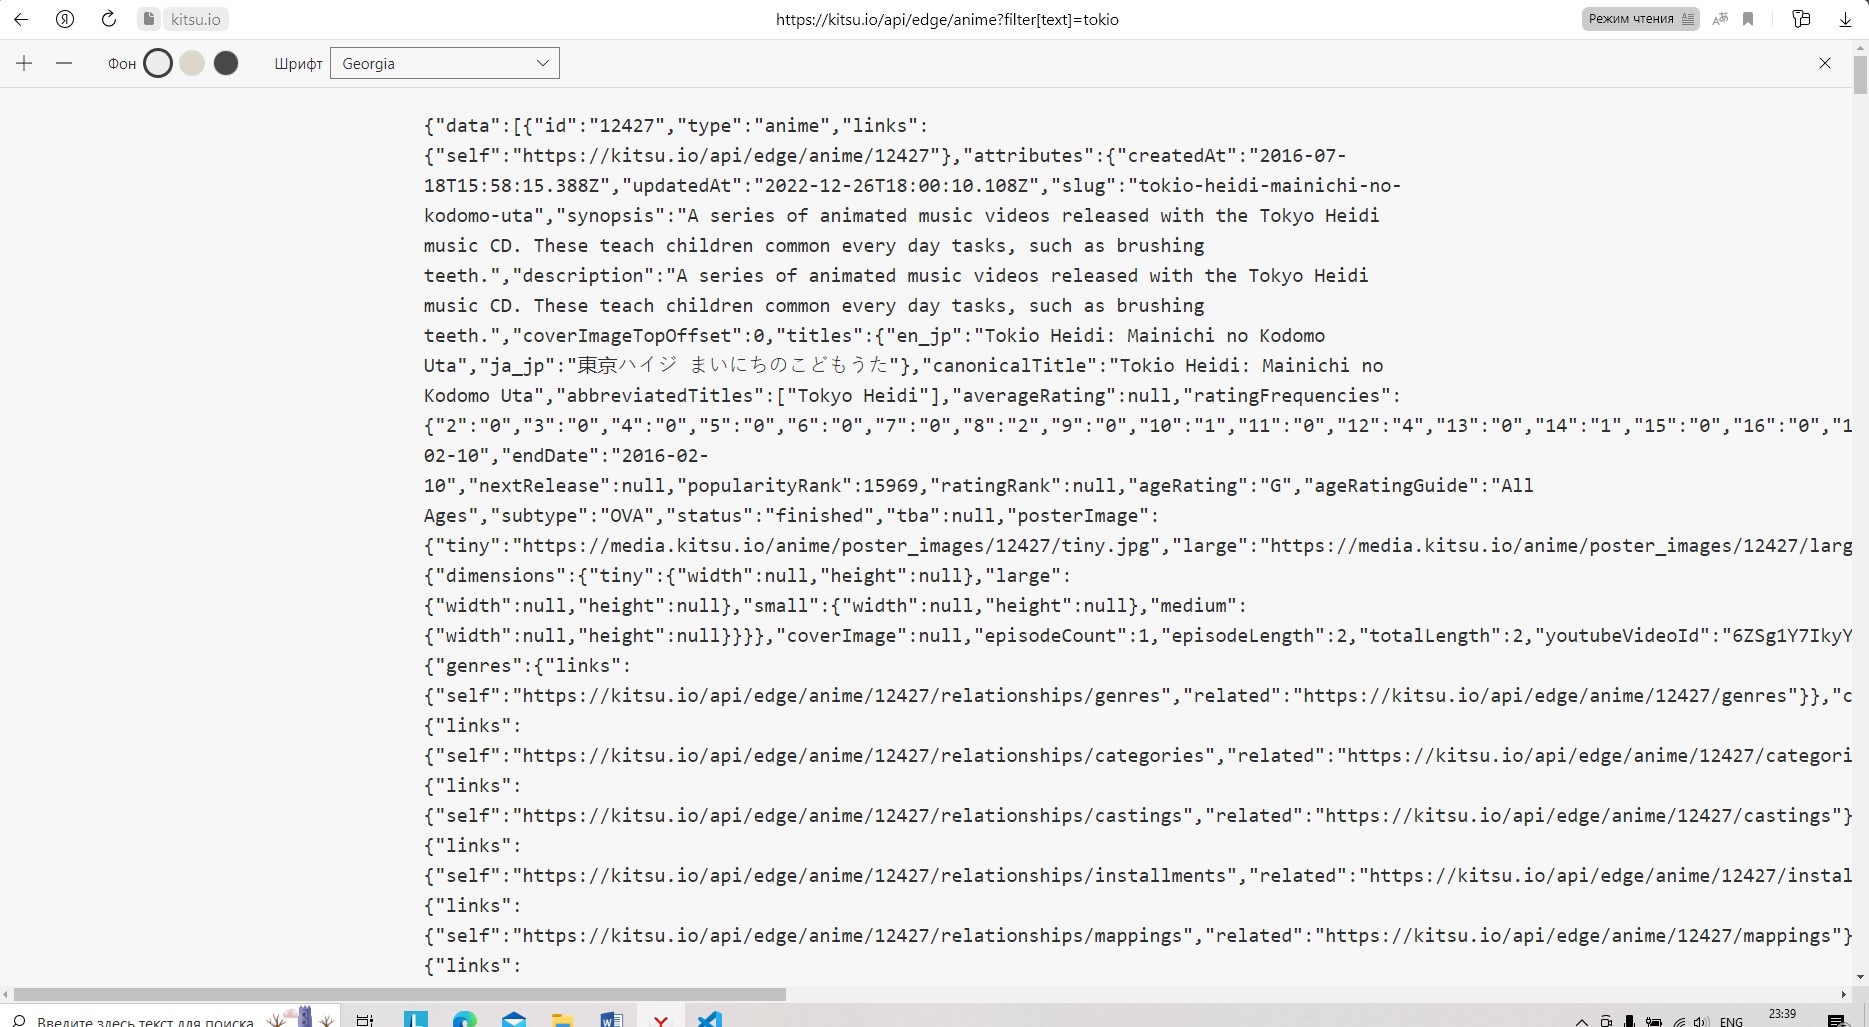 Я
kitsu.io
https://kitsu.io/api/edge/anime?filter[text]=tokio
Режим чтения
Фон
Шрифт
Georgia
{"data":[{"id":"12427","type":"anime","links":
{"self":"https://kitsu.io/api/edge/anime/12427"},"attributes":{"createdAt":"2016-07-
18T15:58:15.388Z","updatedAt":"2022-12-26T18:00:10.108Z","slug":"tokio-heidi-mainichi-no-
kodomo-uta","synopsis":"A series of animated music videos released with the Tokyo Heidi
music CD. These teach children common every day tasks, such as brushing
teeth.","description":"A series of animated music videos released with the Tokyo Heidi
music CD. These teach children common every day tasks, such as brushing
teeth.","coverImageTopOffset":0,"titles":{"en_jp":"Tokio Heidi: Mainichi no Kodomo
Uta","ja_jp":"東京ハイジ まいにちのこどもうた"},"canonicalTitle":"Tokio Heidi: Mainichi no
Kodomo Uta","abbreviatedTitles":["Tokyo Heidi"],"averageRating":null,"ratingFrequencies":
{"2":"0","3":"0","4":"0","5":"0","6":"0","7":"0","8":"2","9":"0","10":"1","11":"0","12":"4","13":"0","14":"1","15":"0","16":"0","1
02-10","endDate":"2016-02-
10","nextRelease":null,"popularityRank":15969,"ratingRank":null,"ageRating":"G","ageRatingGuide":"All
Ages","subtype":"OVA","status":"finished","tba":null,"posterImage":
{"tiny":"https://media.kitsu.io/anime/poster_images/12427/tiny.jpg","large":"https://media.kitsu.io/anime/poster_images/12427/larg
{"dimensions":{"tiny":{"width":null,"height":null},"large":
{"width":null,"height":null},"small":{"width":null,"height":null},"medium":
{"width":null,"height":null}}}},"coverImage":null,"episodeCount":1,"episodeLength":2,"totalLength":2,"youtubeVideoId":"6ZSg1Y7IkyY
{"genres":{"links":
{"self":"https://kitsu.io/api/edge/anime/12427/relationships/genres","related":"https://kitsu.io/api/edge/anime/12427/genres"}},"c
{"links":
{"self":"https://kitsu.io/api/edge/anime/12427/relationships/categories","related":"https://kitsu.io/api/edge/anime/12427/categori
{"links":
{"self":"https://kitsu.io/api/edge/anime/12427/relationships/castings","related":"https://kitsu.io/api/edge/anime/12427/castings"}
{"links":
{"self":"https://kitsu.io/api/edge/anime/12427/relationships/installments","related":"https://kitsu.io/api/edge/anime/12427/instal
{"links":
{"self":"https://kitsu.io/api/edge/anime/12427/relationships/mappings","related":"https://kitsu.io/api/edge/anime/12427/mappings"}
{"links":
Введите здесь текст для поиска
ENG
23:39